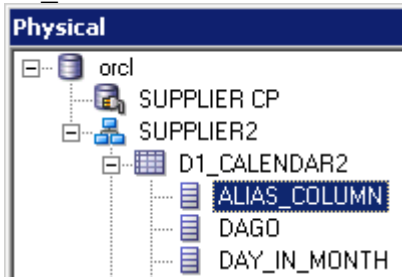 Physical
orcl
SUPPLIER CP
SUPPLIER2
D1_CALENDAR2
ALIAS_COLUMN
DAGO
DAY_IN_MONTH